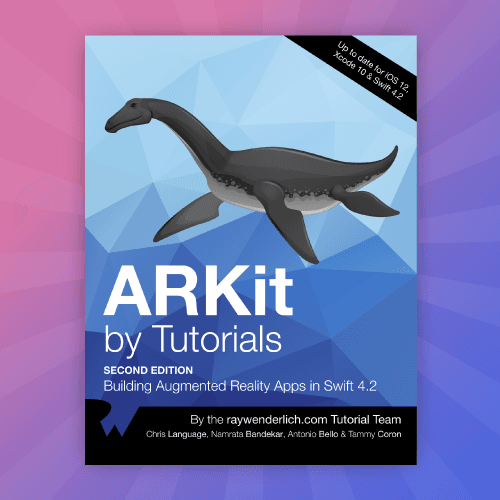 Up to date for iOS 12,
Xcode 10 & Swift 4.2
ARKit
by Tutorials
SECOND EDITION
Building Augmented Reality Apps in Swift 4.2
By the raywenderlich.com Tutorial Team
Chris Language, Namrata Bandekar, Antonio Bello & Tammy Coron